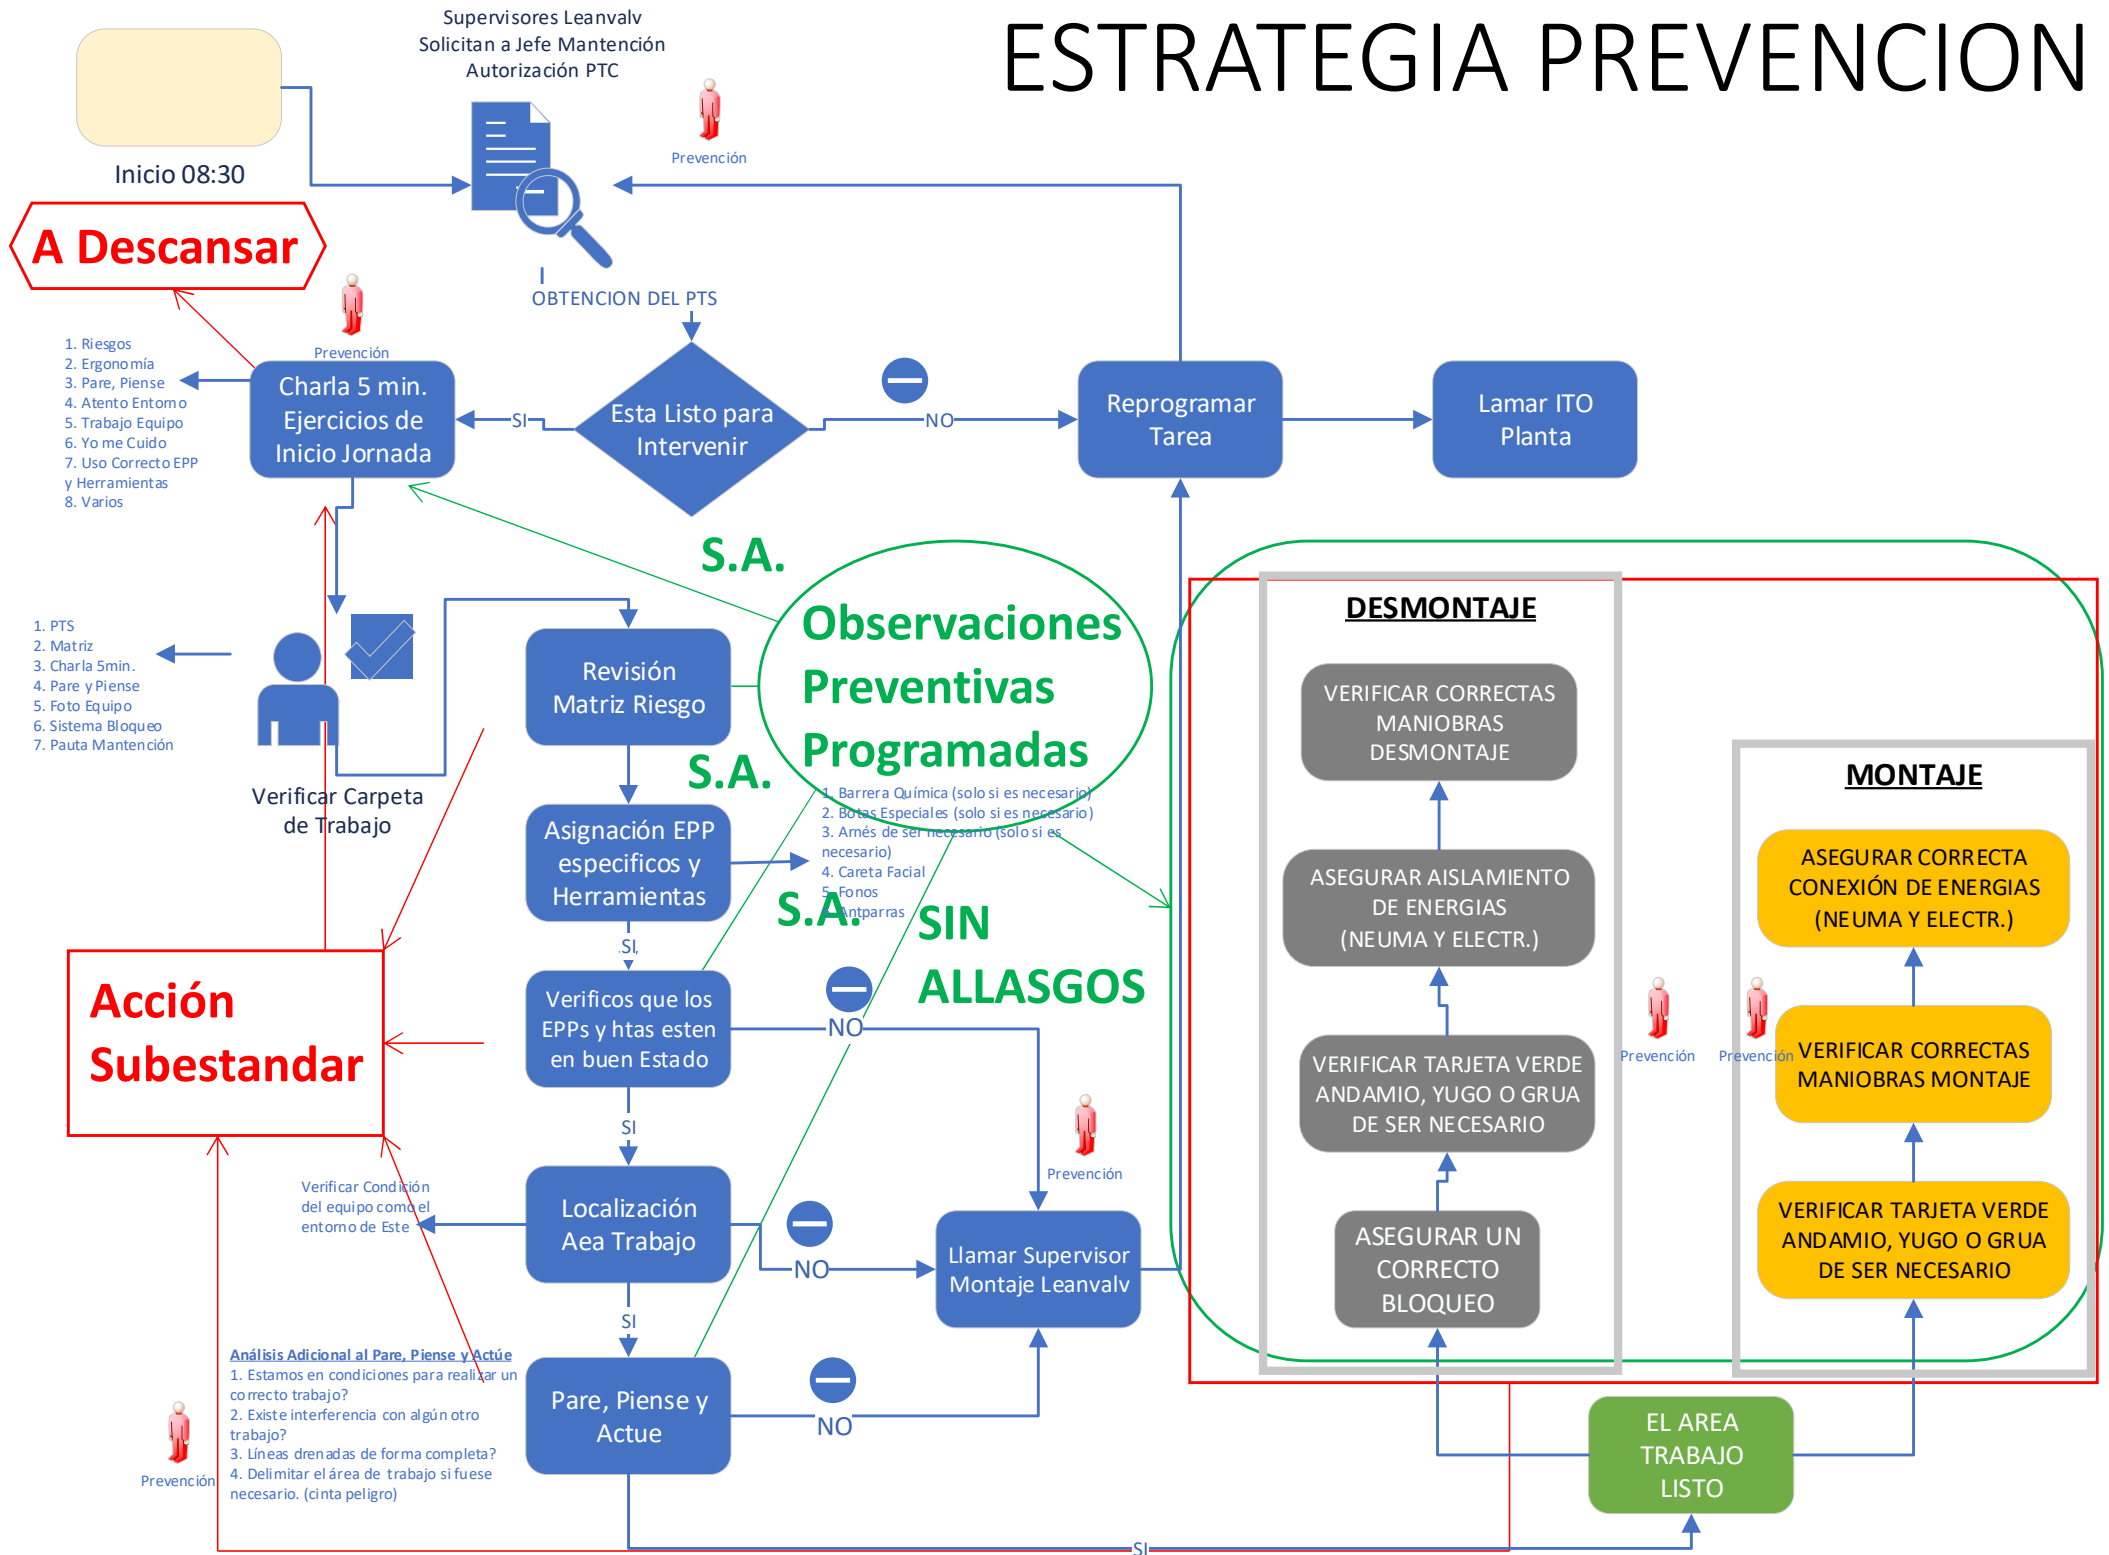 ESTRATEGIA PREVENCION
Supervisores Leanvalv
Solicitan a Jefe Mantención
Autorización PTC
Prevención
Inicio 08:30
A Descansar
OBTENCION DEL PTS
Prevención
1. Riesgos
2. Ergonomía
3. Pare, Piense
4. Atento Entorno
5. Trabajo Equipo
6. Yo me Cuido
7. Uso Correcto EPP
y Herramientas
8. Varios
Charla 5 min.
Ejercicios de
Inicio Jornada
SI
Esta Listo para
Intervenir
NO
Reprogramar
Tarea
Lamar ITO
Planta
S.A.
Observaciones
Preventivas
Programadas
1. PTS
2. Matriz
3. Charla 5min.
4. Pare y Piense
5. Foto Equipo
6. Sistema Bloqueo
7. Pauta Mantención
Verificar Carpeta
de Trabajo
Revisión
Matriz Riesgo
S.A.
Asignación EPP
especificos y
Herramientas
1. Barrera Química (solo si es necesario)
2. Botas Especiales (solo si es necesario)
3. Arnés de ser necesario (solo si es
necesario)
4. Careta Facial
5. Fonos
Antparras
S.A.
SIN
ALLASGOS
SI
Acción
Subestandar
Verificos que los
EPPs y htas esten
en buen Estado
NO
SI
Prevención
Verificar Condición
del equipo como el
entorno de Este
Localización
Aea Trabajo
NO
Llamar Supervisor
Montaje Leanvalv
SI
Análisis Adicional al Pare, Piense y Actúe
1. Estamos en condiciones para realizar un
correcto trabajo?
2. Existe interferencia con algún otro
trabajo?
3. Líneas drenadas de forma completa?
4. Delimitar el área de trabajo si fuese
necesario. (cinta peligro)
Prevención
Pare, Piense y
Actue
NO
SI
DESMONTAJE
VERIFICAR CORRECTAS
MANIOBRAS
DESMONTAJE
ASEGURAR AISLAMIENTO
DE ENERGIAS
(NEUMA Y ELECTR.)
VERIFICAR TARJETA VERDE
ANDAMIO, YUGO O GRUA
DE SER NECESARIO
ASEGURAR UN
CORRECTO
BLOQUEO
Prevención
Prevención
MONTAJE
ASEGURAR CORRECTA
CONEXIÓN DE ENERGIAS
(NEUMA Y ELECTR.)
VERIFICAR CORRECTAS
MANIOBRAS MONTAJE
VERIFICAR TARJETA VERDE
ANDAMIO, YUGO O GRUA
DE SER NECESARIO
EL AREA
TRABAJO
LISTO